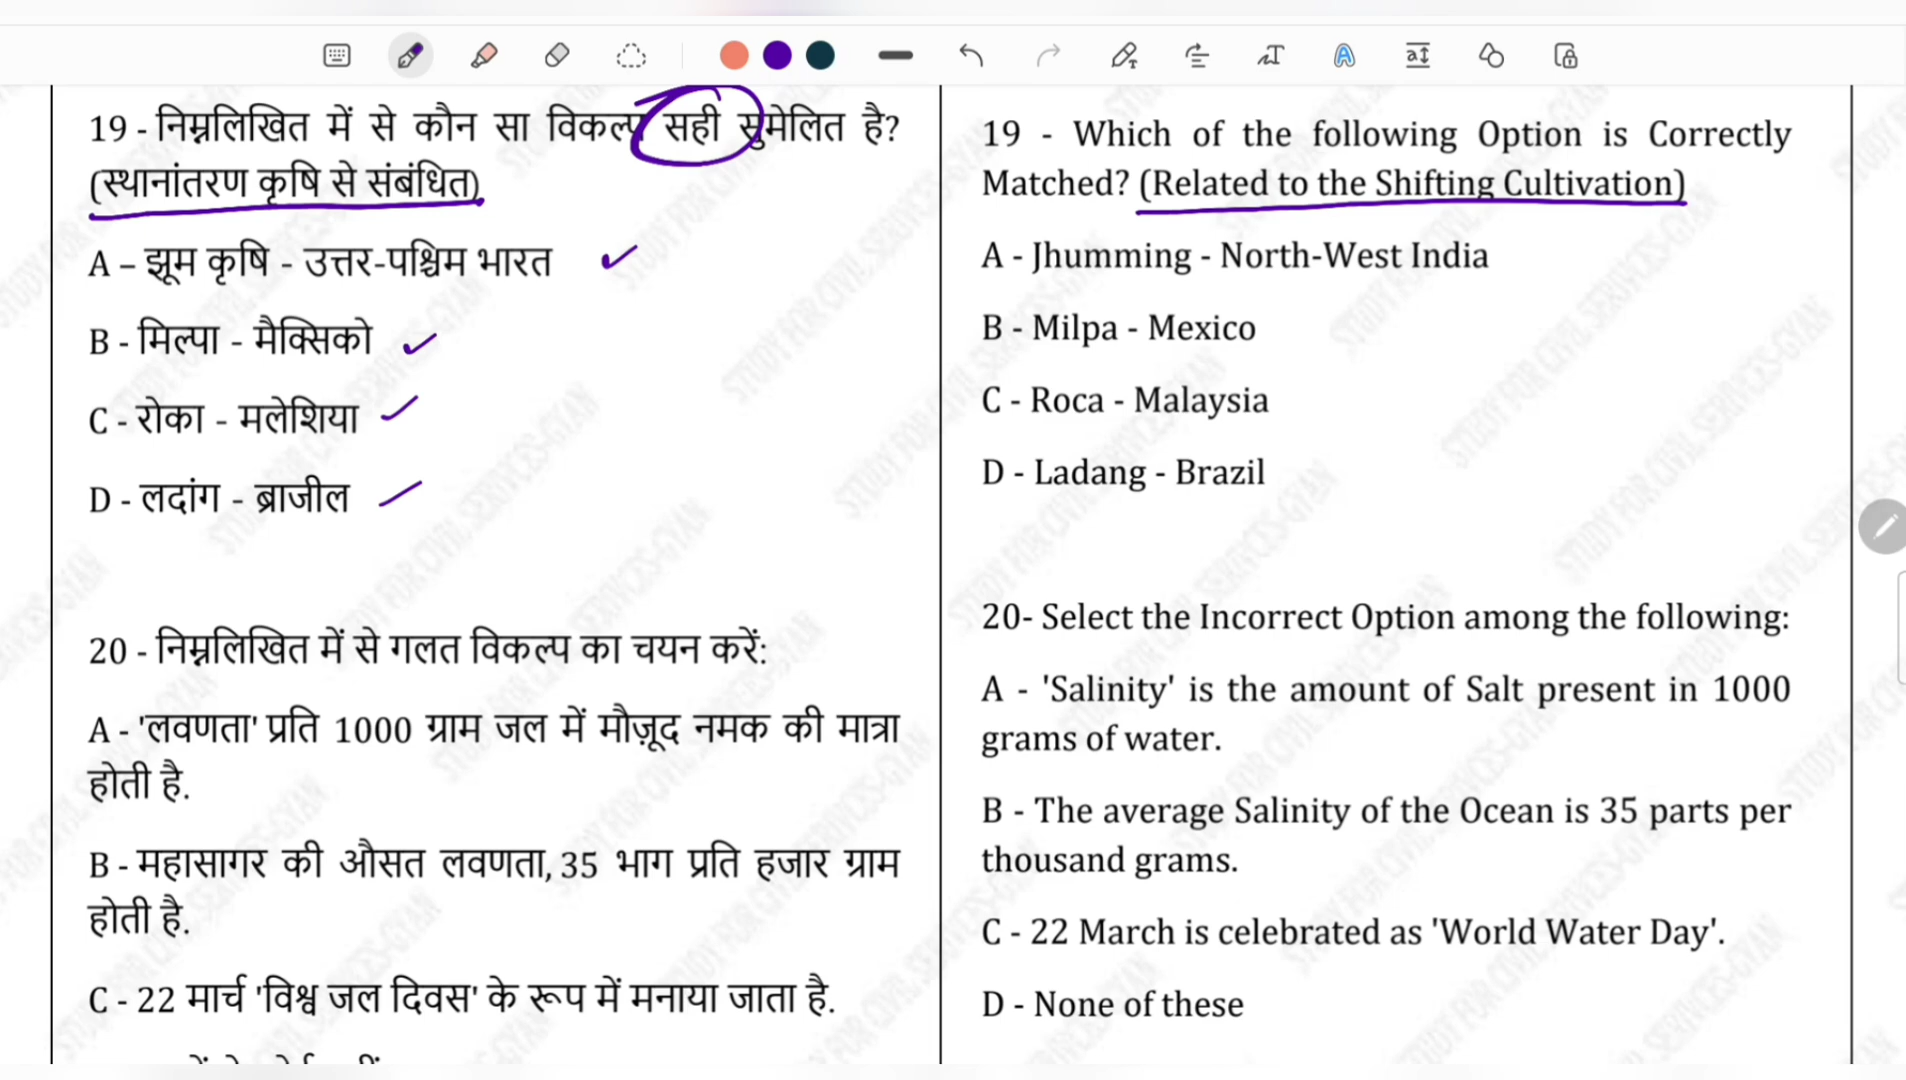 19 - निम्नलिखित में से कौन सा विकल्प सही सुमेलित है?
(स्थानांतरण कृषि से संबंधित)
A – झूम कृषि - उत्तर-पश्चिम भारत
B - मिल्पा - मैक्सिको
C - रोका - मलेशिया
D - लदांग - ब्राजील
20 - निम्नलिखित में से गलत विकल्प का चयन करें:
A - 'लवणता' प्रति 1000 ग्राम जल में मौज़ूद नमक की मात्रा
होती है.
B - महासागर की औसत लवणता, 35 भाग प्रति हजार ग्राम
होती है.
C - 22 मार्च 'विश्व जल दिवस' के रूप में मनाया जाता है.
19 - Which of the following Option is Correctly
Matched? (Related to the Shifting Cultivation)
A - Jhumming - North-West India
B - Milpa - Mexico
C - Roca - Malaysia
D - Ladang - Brazil
20- Select the Incorrect Option among the following:
A - 'Salinity' is the amount of Salt present in 1000
grams of water.
B - The average Salinity of the Ocean is 35 parts per
thousand grams.
C - 22 March is celebrated as 'World Water Day'.
D - None of these
STUDY FOR CIVIL SERIVCES-GYAN